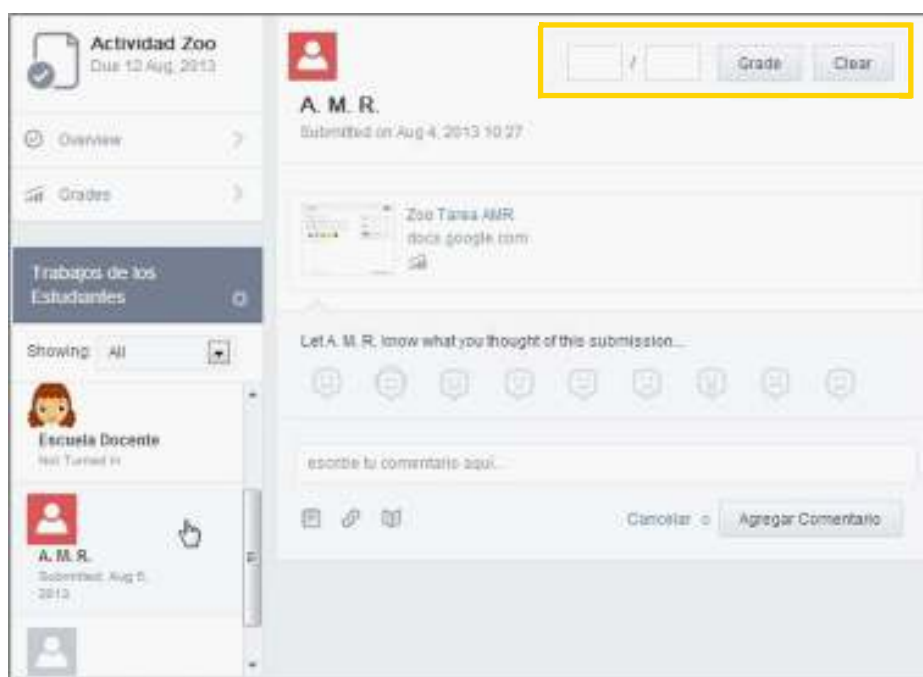 Actividad Zoo
Due 12 Aug, 2013
Overview
Grades
Trabajos de los
Estudiantes
Showing: All
Escuela Docente
Not Turned In
A. M. R.
Submitted: Aug 5,
2013
/ Grade Clear
A. M. R.
Submitted on Aug 4, 2013 10:27
Zoo Tarea AMR
docs.google.com
Let A. M. R. know what you thought of this submission...
escribe tu comentario aquí...
Cancelar o Agregar Comentario